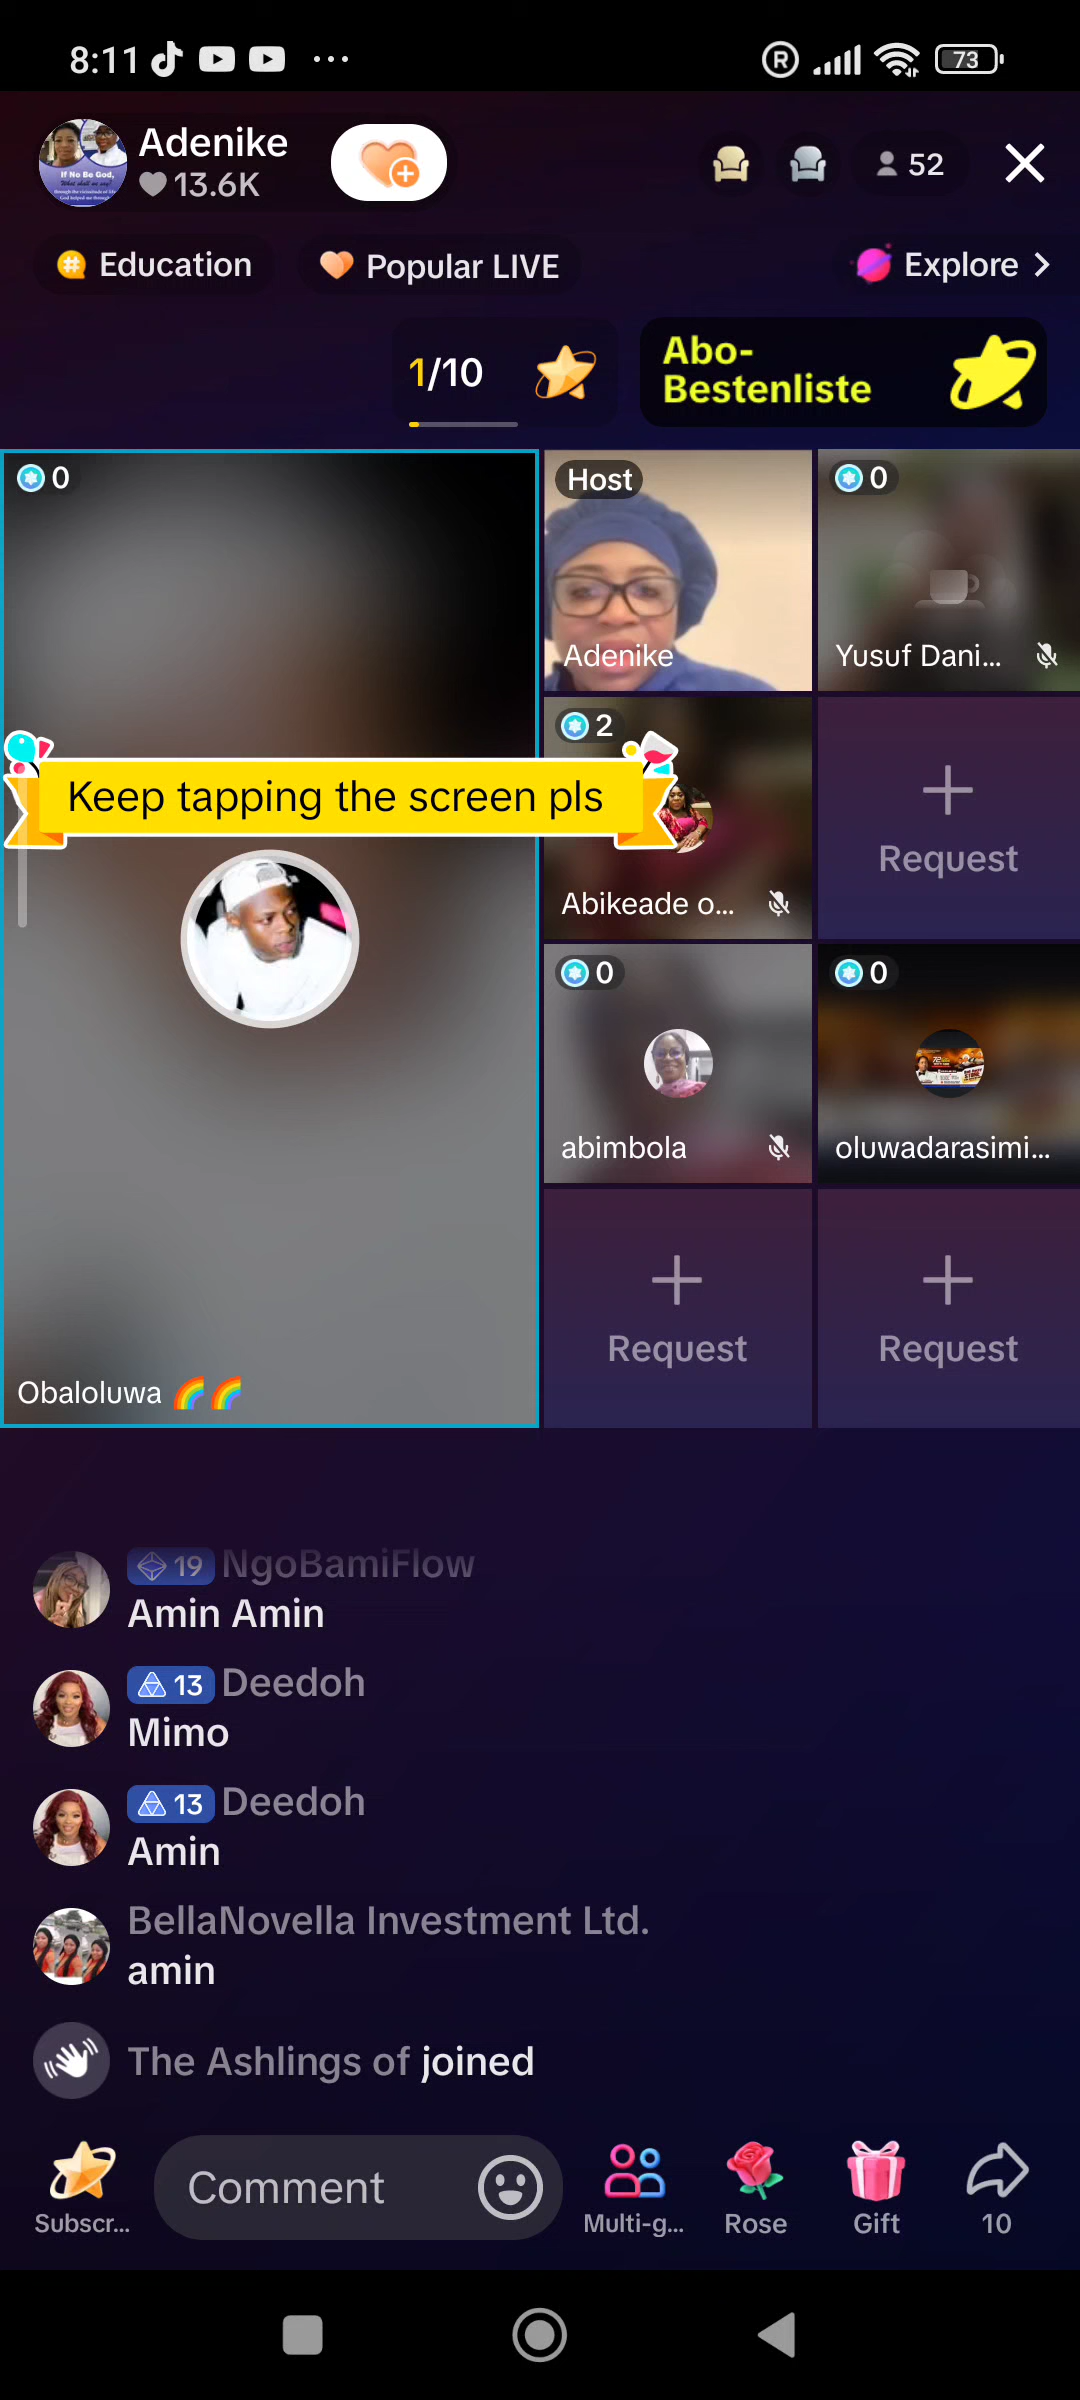 8:11
73
Adenike
13.6K
52
Education
Popular LIVE
Explore
1/10
Abo-
Bestenliste
0
Host
Adenike
0
Yusuf Dani...
Keep tapping the screen pls
2
Abikeade o...
Request
0
abimbola
0
oluwadarasimi...
Obaloluwa 🌈🌈
Request
Request
19 NgoBamiFlow
Amin Amin
13 Deedoh
Mimo
13 Deedoh
Amin
BellaNovella Investment Ltd.
amin
The Ashlings of joined
Comment
Subscr...
Multi-g...
Rose
Gift
10